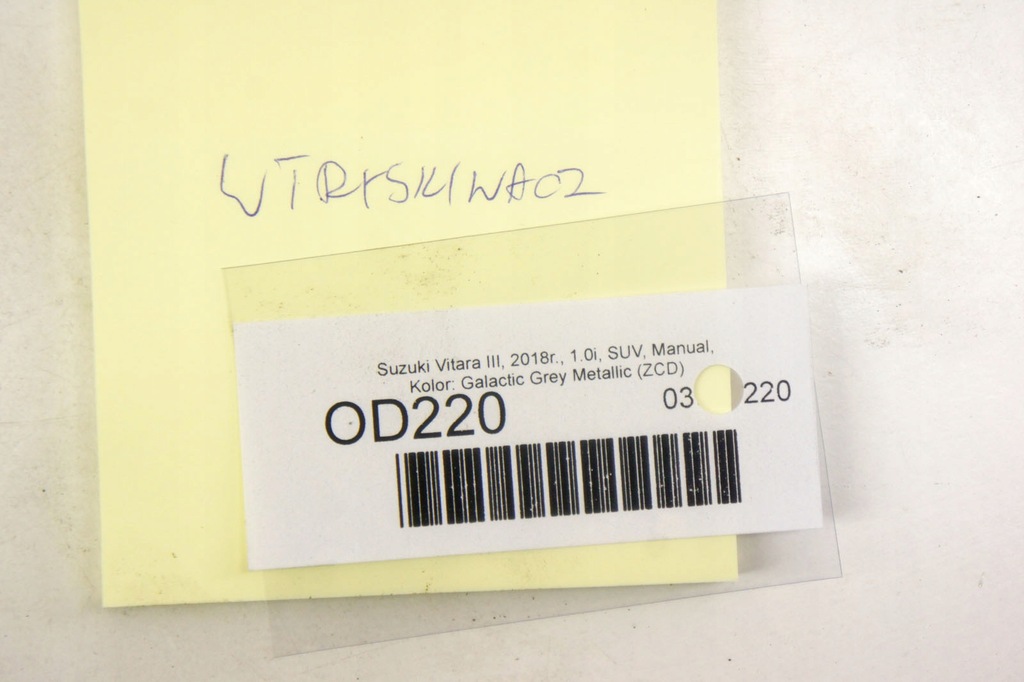 WTRYSKIWACZ
Suzuki Vitara III, 2018r., 1.0i, SUV, Manual,
Kolor: Galactic Grey Metallic (ZCD)
OD220
03 220